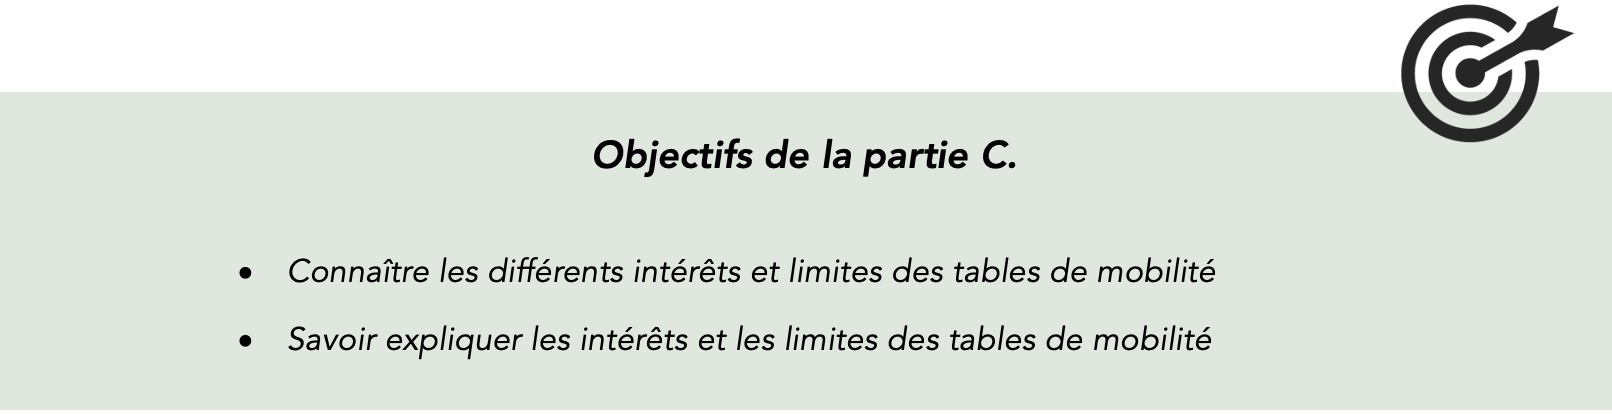 Objectifs de la partie C.
• Connaître les différents intérêts et limites des tables de mobilité
• Savoir expliquer les intérêts et les limites des tables de mobilité